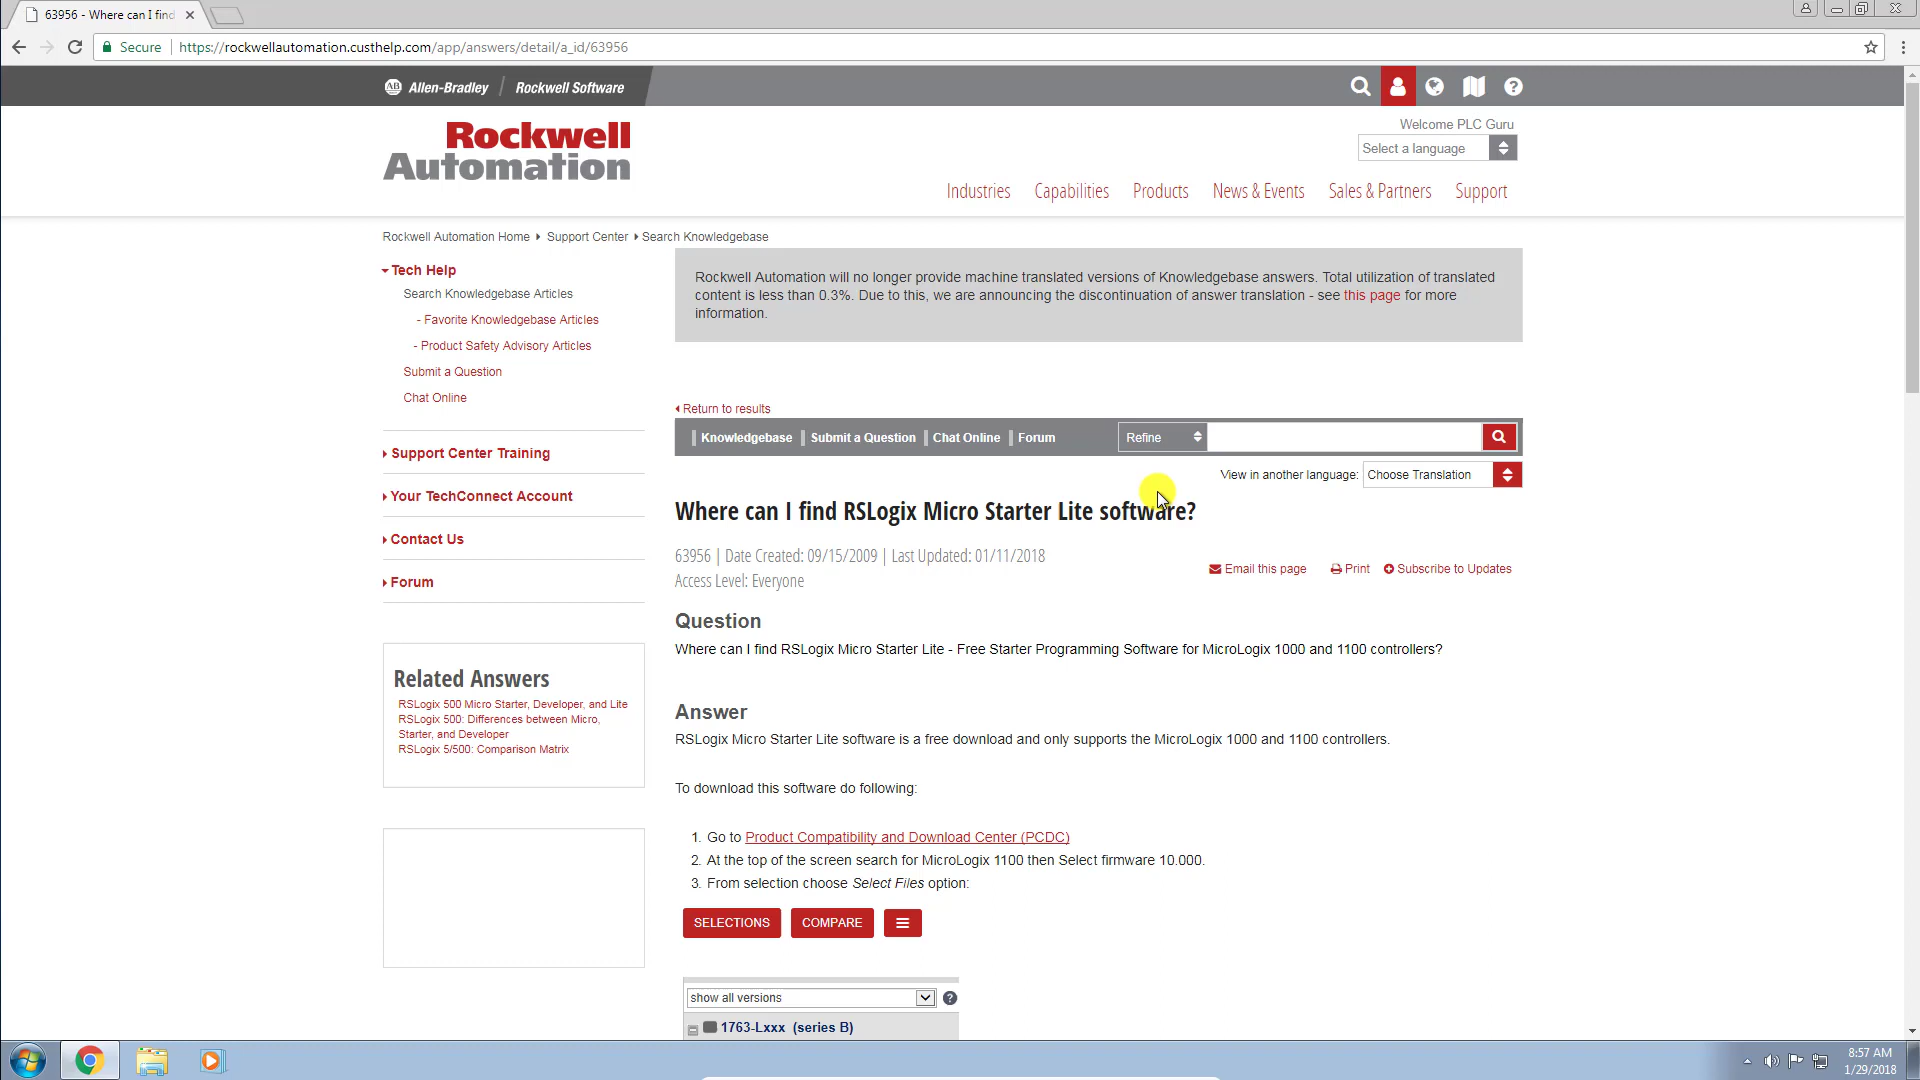 63956 - Where can I find
Secure
https://rockwellautomation.custhelp.com/app/answers/detail/a_id/63956
AB Allen-Bradley / Rockwell Software
Rockwell
Automation
Welcome PLC Guru
Select a language
Industries Capabilities Products News & Events Sales & Partners Support
Rockwell Automation Home Support Center Search Knowledgebase
Tech Help
Search Knowledgebase Articles
- Favorite Knowledgebase Articles
- Product Safety Advisory Articles
Submit a Question
Chat Online
Support Center Training
Your TechConnect Account
Contact Us
Forum
Related Answers
RSLogix 500 Micro Starter, Developer, and Lite
RSLogix 500: Differences between Micro,
Starter, and Developer
RSLogix 5/500: Comparison Matrix
Rockwell Automation will no longer provide machine translated versions of Knowledgebase answers. Total utilization of translated
content is less than 0.3%. Due to this, we are announcing the discontinuation of answer translation - see this page for more
information.
Return to results
Knowledgebase Submit a Question Chat Online Forum Refine
View in another language: Choose Translation
Where can I find RSLogix Micro Starter Lite software?
63956 | Date Created: 09/15/2009 | Last Updated: 01/11/2018
Access Level: Everyone
Email this page Print Subscribe to Updates
Question
Where can I find RSLogix Micro Starter Lite - Free Starter Programming Software for MicroLogix 1000 and 1100 controllers?
Answer
RSLogix Micro Starter Lite software is a free download and only supports the MicroLogix 1000 and 1100 controllers.
To download this software do following:
1. Go to Product Compatibility and Download Center (PCDC)
2. At the top of the screen search for MicroLogix 1100 then Select firmware 10.000.
3. From selection choose Select Files option:
SELECTIONS COMPARE
show all versions
1763-Lxxx (series B)
8:57 AM
1/29/2018